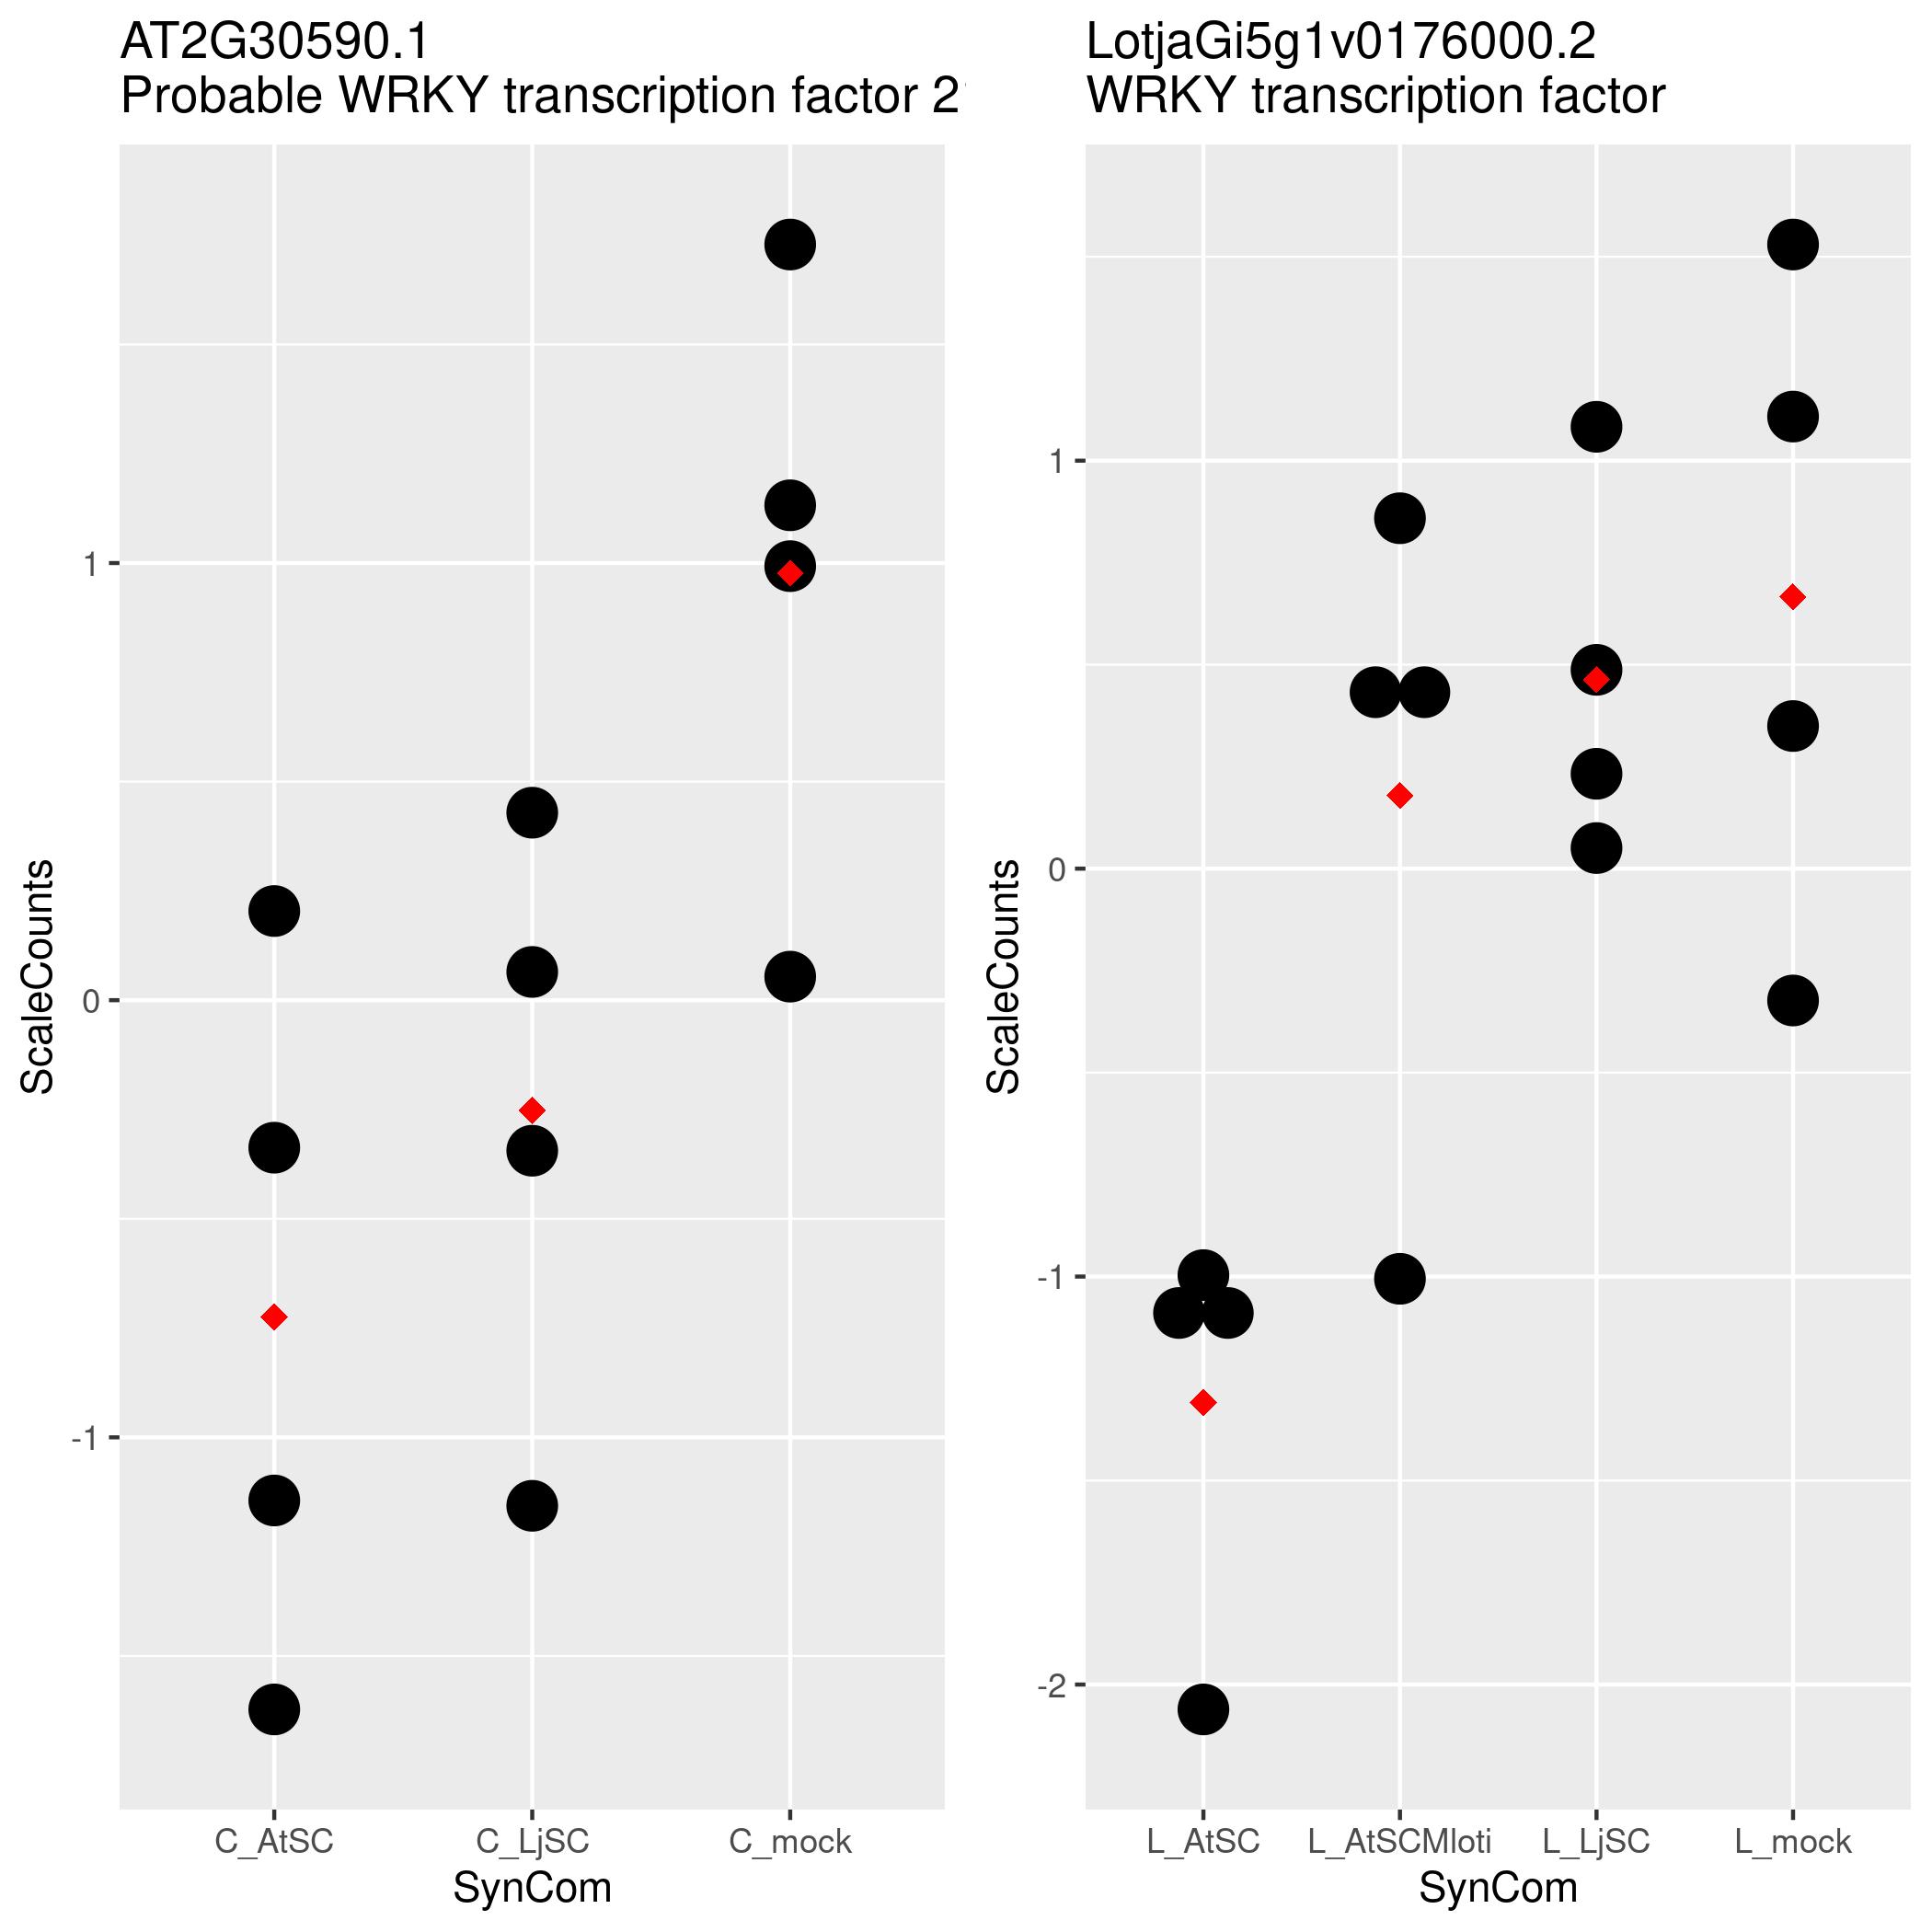 AT2G30590.1
Probable WRKY transcription factor 2
ScaleCounts
1
0
-1
C_AtSC
C_LjSC
C_mock
SynCom
LotjaGi5g1v0176000.2
WRKY transcription factor
ScaleCounts
1
0
-1
-2
L_AtSC
L_AtSCMloti
L_LjSC
L_mock
SynCom